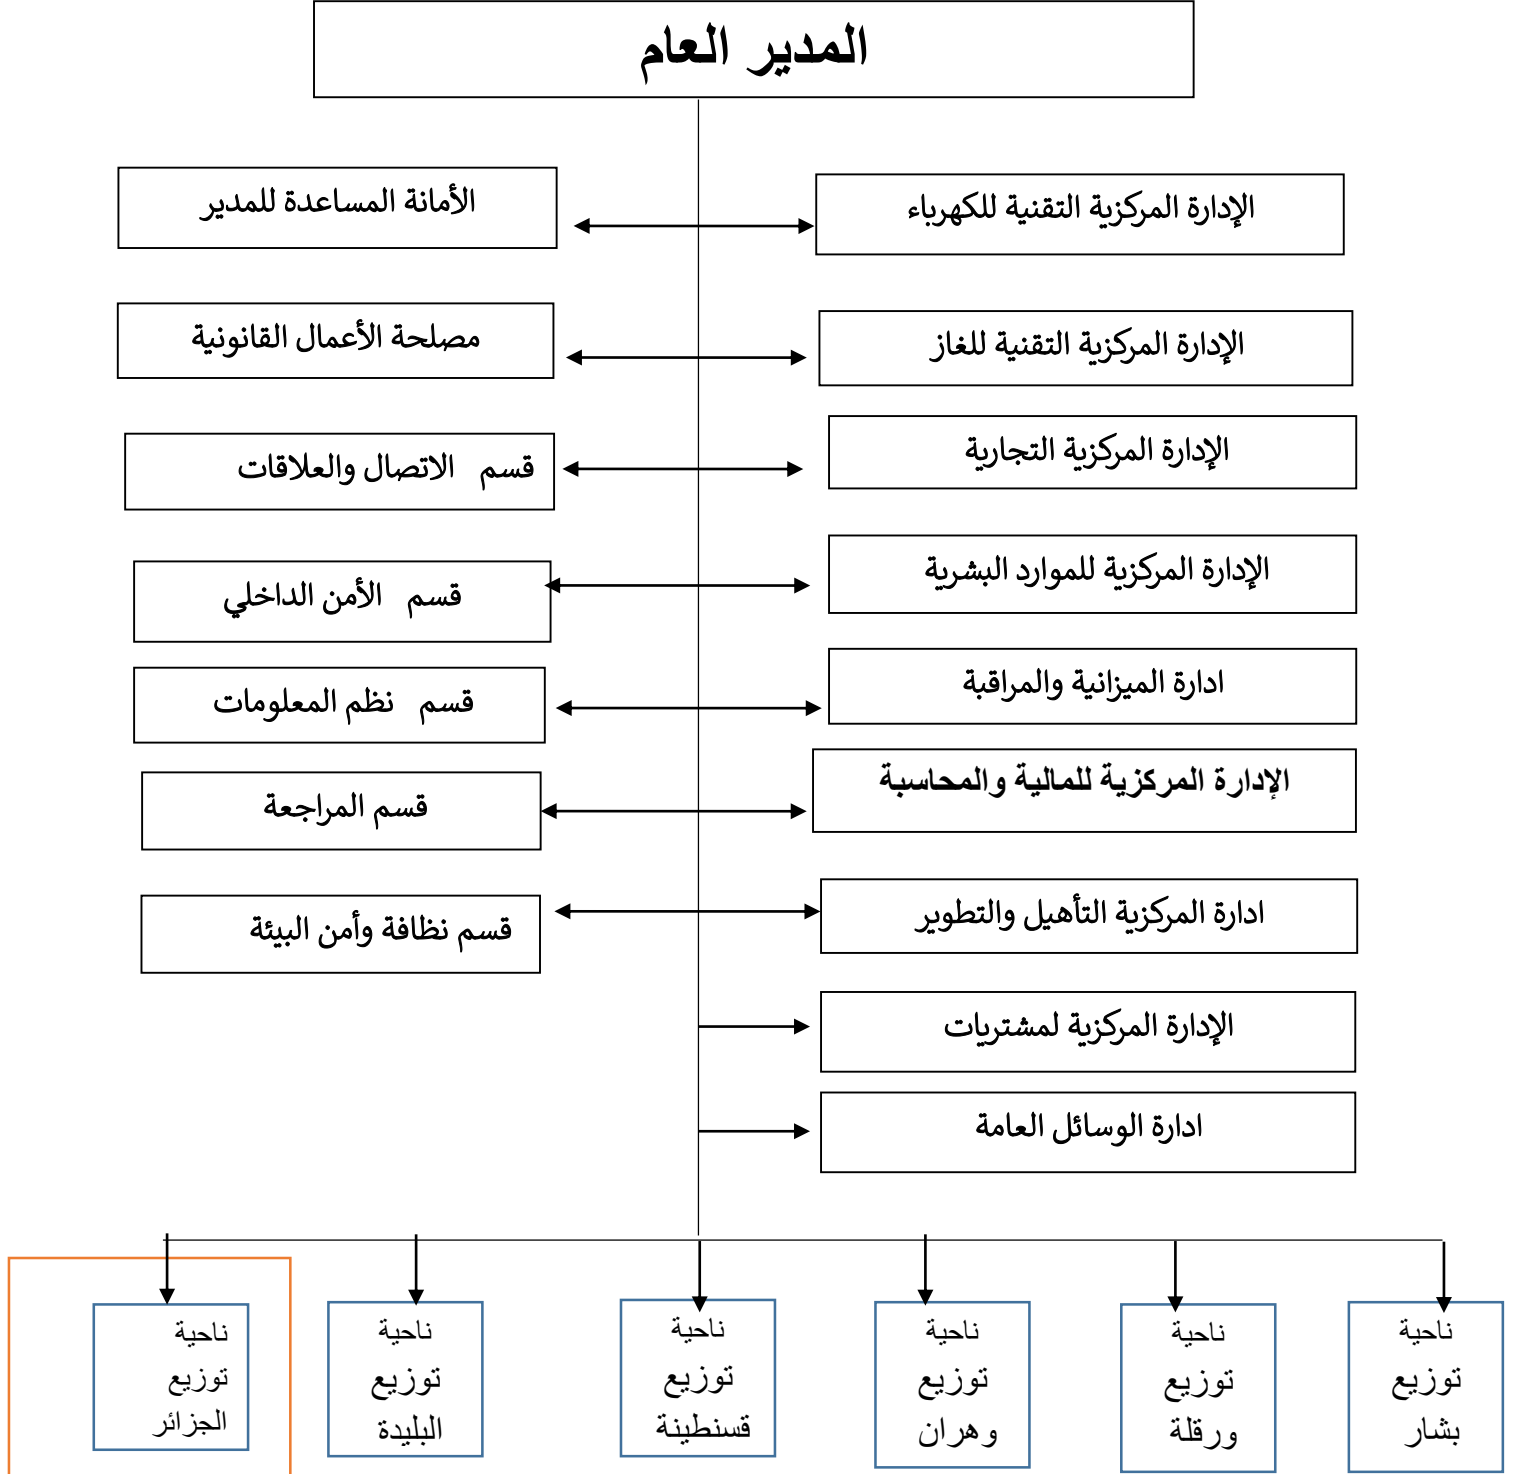 المدير العام
الإدارة المركزية التقنية للكهرباء
الأمانة المساعدة للمدير
الإدارة المركزية التقنية للغاز
مصلحة الأعمال القانونية
الإدارة المركزية التجارية
قسم الاتصال والعلاقات
الإدارة المركزية للموارد البشرية
قسم الأمن الداخلي
ادارة الميزانية والمراقبة
قسم نظم المعلومات
الإدارة المركزية للمالية والمحاسبة
قسم المراجعة
ادارة المركزية التأهيل والتطوير
قسم نظافة وأمن البيئة
الإدارة المركزية لمشتريات
ادارة الوسائل العامة
ناحية
توزيع
بشار
ناحية
توزيع
ورقلة
ناحية
توزيع
وهران
ناحية
توزيع
قسنطينة
ناحية
توزيع
البليدة
ناحية
توزيع
الجزائر